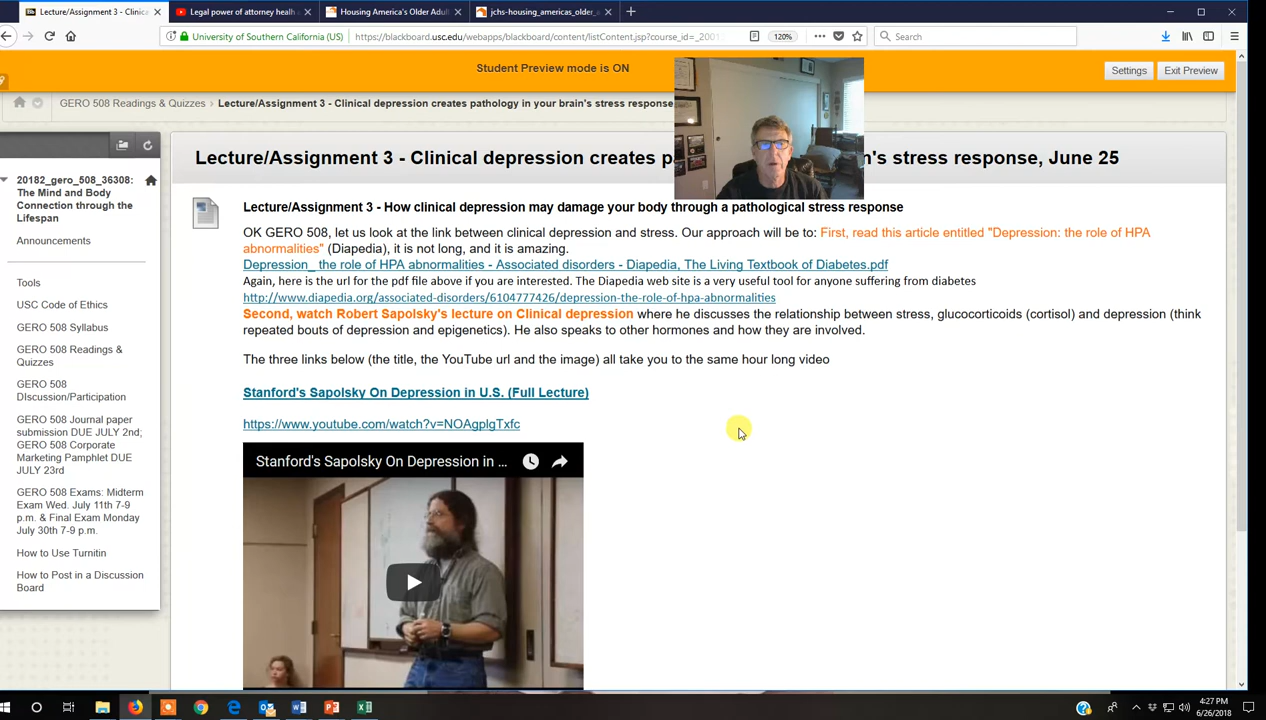 Lecture/Assignment 3 - Clinica
Legal power of attorney healh
Housing America's Older Adul
jchs-housing_americas_older_a
University of Southern California (US)
https://blackboard.usc.edu/webapps/blackboard/content/listContent.jsp?course_id=_2001
120%
Search
Student Preview mode is ON
Settings
Exit Preview
GERO 508 Readings & Quizzes
Lecture/Assignment 3 - Clinical depression creates pathology in your brain's stress response,
Lecture/Assignment 3 - Clinical depression creates pa
rain's stress response, June 25
20182_gero_508_36308:
The Mind and Body
Connection through the
Lifespan
Announcements
Tools
USC Code of Ethics
GERO 508 Syllabus
GERO 508 Readings &
Quizzes
GERO 508
DIscussion/Participation
GERO 508 Journal paper
submission DUE JULY 2nd;
GERO 508 Corporate
Marketing Pamphlet DUE
JULY 23rd
GERO 508 Exams: Midterm
Exam Wed. July 11th 7-9
p.m. & Final Exam Monday
July 30th 7-9 p.m.
How to Use Turnitin
How to Post in a Discussion
Board
Lecture/Assignment 3 - How clinical depression may damage your body through a pathological stress response
OK GERO 508, let us look at the link between clinical depression and stress. Our approach will be to: First, read this article entitled "Depression: the role of HPA
abnormalities" (Diapedia), it is not long, and it is amazing.
Depression_ the role of HPA abnormalities - Associated disorders - Diapedia, The Living Textbook of Diabetes.pdf
Again, here is the url for the pdf file above if you are interested. The Diapedia web site is a very useful tool for anyone suffering from diabetes
http://www.diapedia.org/associated-disorders/6104777426/depression-the-role-of-hpa-abnormalities
Second, watch Robert Sapolsky's lecture on Clinical depression where he discusses the relationship between stress, glucocorticoids (cortisol) and depression (think
repeated bouts of depression and epigenetics). He also speaks to other hormones and how they are involved.
The three links below (the title, the YouTube url and the image) all take you to the same hour long video
Stanford's Sapolsky On Depression in U.S. (Full Lecture)
https://www.youtube.com/watch?v=NOAgplgTxfc
Stanford's Sapolsky On Depression in ...
4:27 PM
6/26/2018